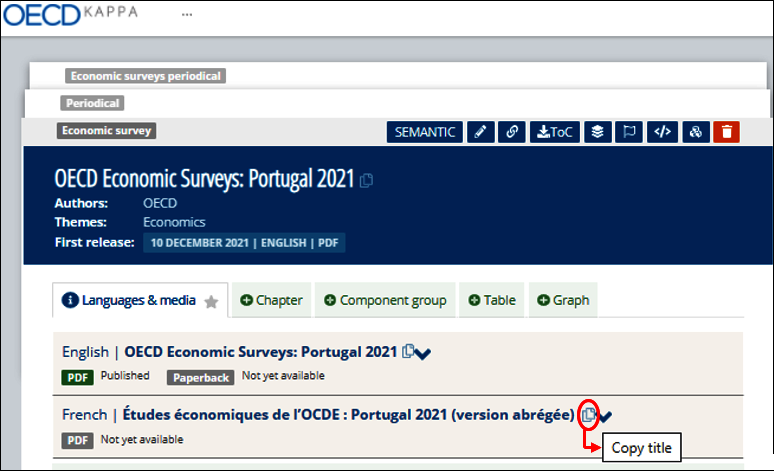 OECD KAPPA ...
Economic surveys periodical
Periodical
Economic survey SEMANTIC ToC </>
OECD Economic Surveys: Portugal 2021
Authors: OECD
Themes: Economics
First release: 10 DECEMBER 2021 | ENGLISH | PDF
Languages & media Chapter Component group Table Graph
English | OECD Economic Surveys: Portugal 2021
PDF Published Paperback Not yet available
French | Études économiques de l’OCDE : Portugal 2021 (version abrégée)
PDF Not yet available
Copy title